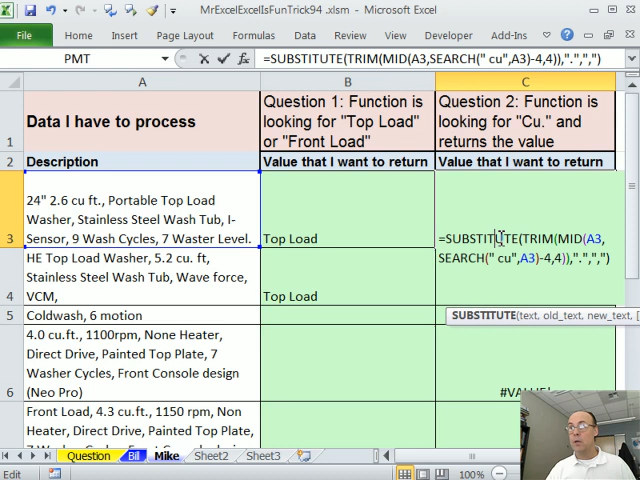 MrExcelExcelIsFunTrick94 .xlsm - Microsoft Excel
File Home Insert Page Layout Formulas Data Review View Developer Add-Ins
PMT =SUBSTITUTE(TRIM(MID(A3,SEARCH(" cu",A3)-4,4)),".",",")
A B C
1 Data I have to process
Question 1: Function is
looking for "Top Load"
or "Front Load"
Question 2: Function is
looking for "Cu." and
returns the value
2 Description Value that I want to return Value that I want to return
24" 2.6 cu ft., Portable Top Load
Washer, Stainless Steel Wash Tub, I-
Sensor, 9 Wash Cycles, 7 Waster Level.
3 Top Load
=SUBSTITUTE(TRIM(MID(A3,
SEARCH(" cu",A3)-4,4)),".",",")
HE Top Load Washer, 5.2 cu. ft,
Stainless Steel Wash Tub, Wave force,
VCM,
4 Top Load
5 Coldwash, 6 motion
SUBSTITUTE(text, old_text, new_text, [
4.0 cu.ft., 1100rpm, None Heater,
Direct Drive, Painted Top Plate, 7
Washer Cycles, Front Console design
(Neo Pro)
6 #VALUE!
Front Load, 4.3 cu.ft., 1150 rpm, Non
Heater, Direct Drive, Painted Top
Question Bill Mike Sheet2 Sheet3
Edit 100%